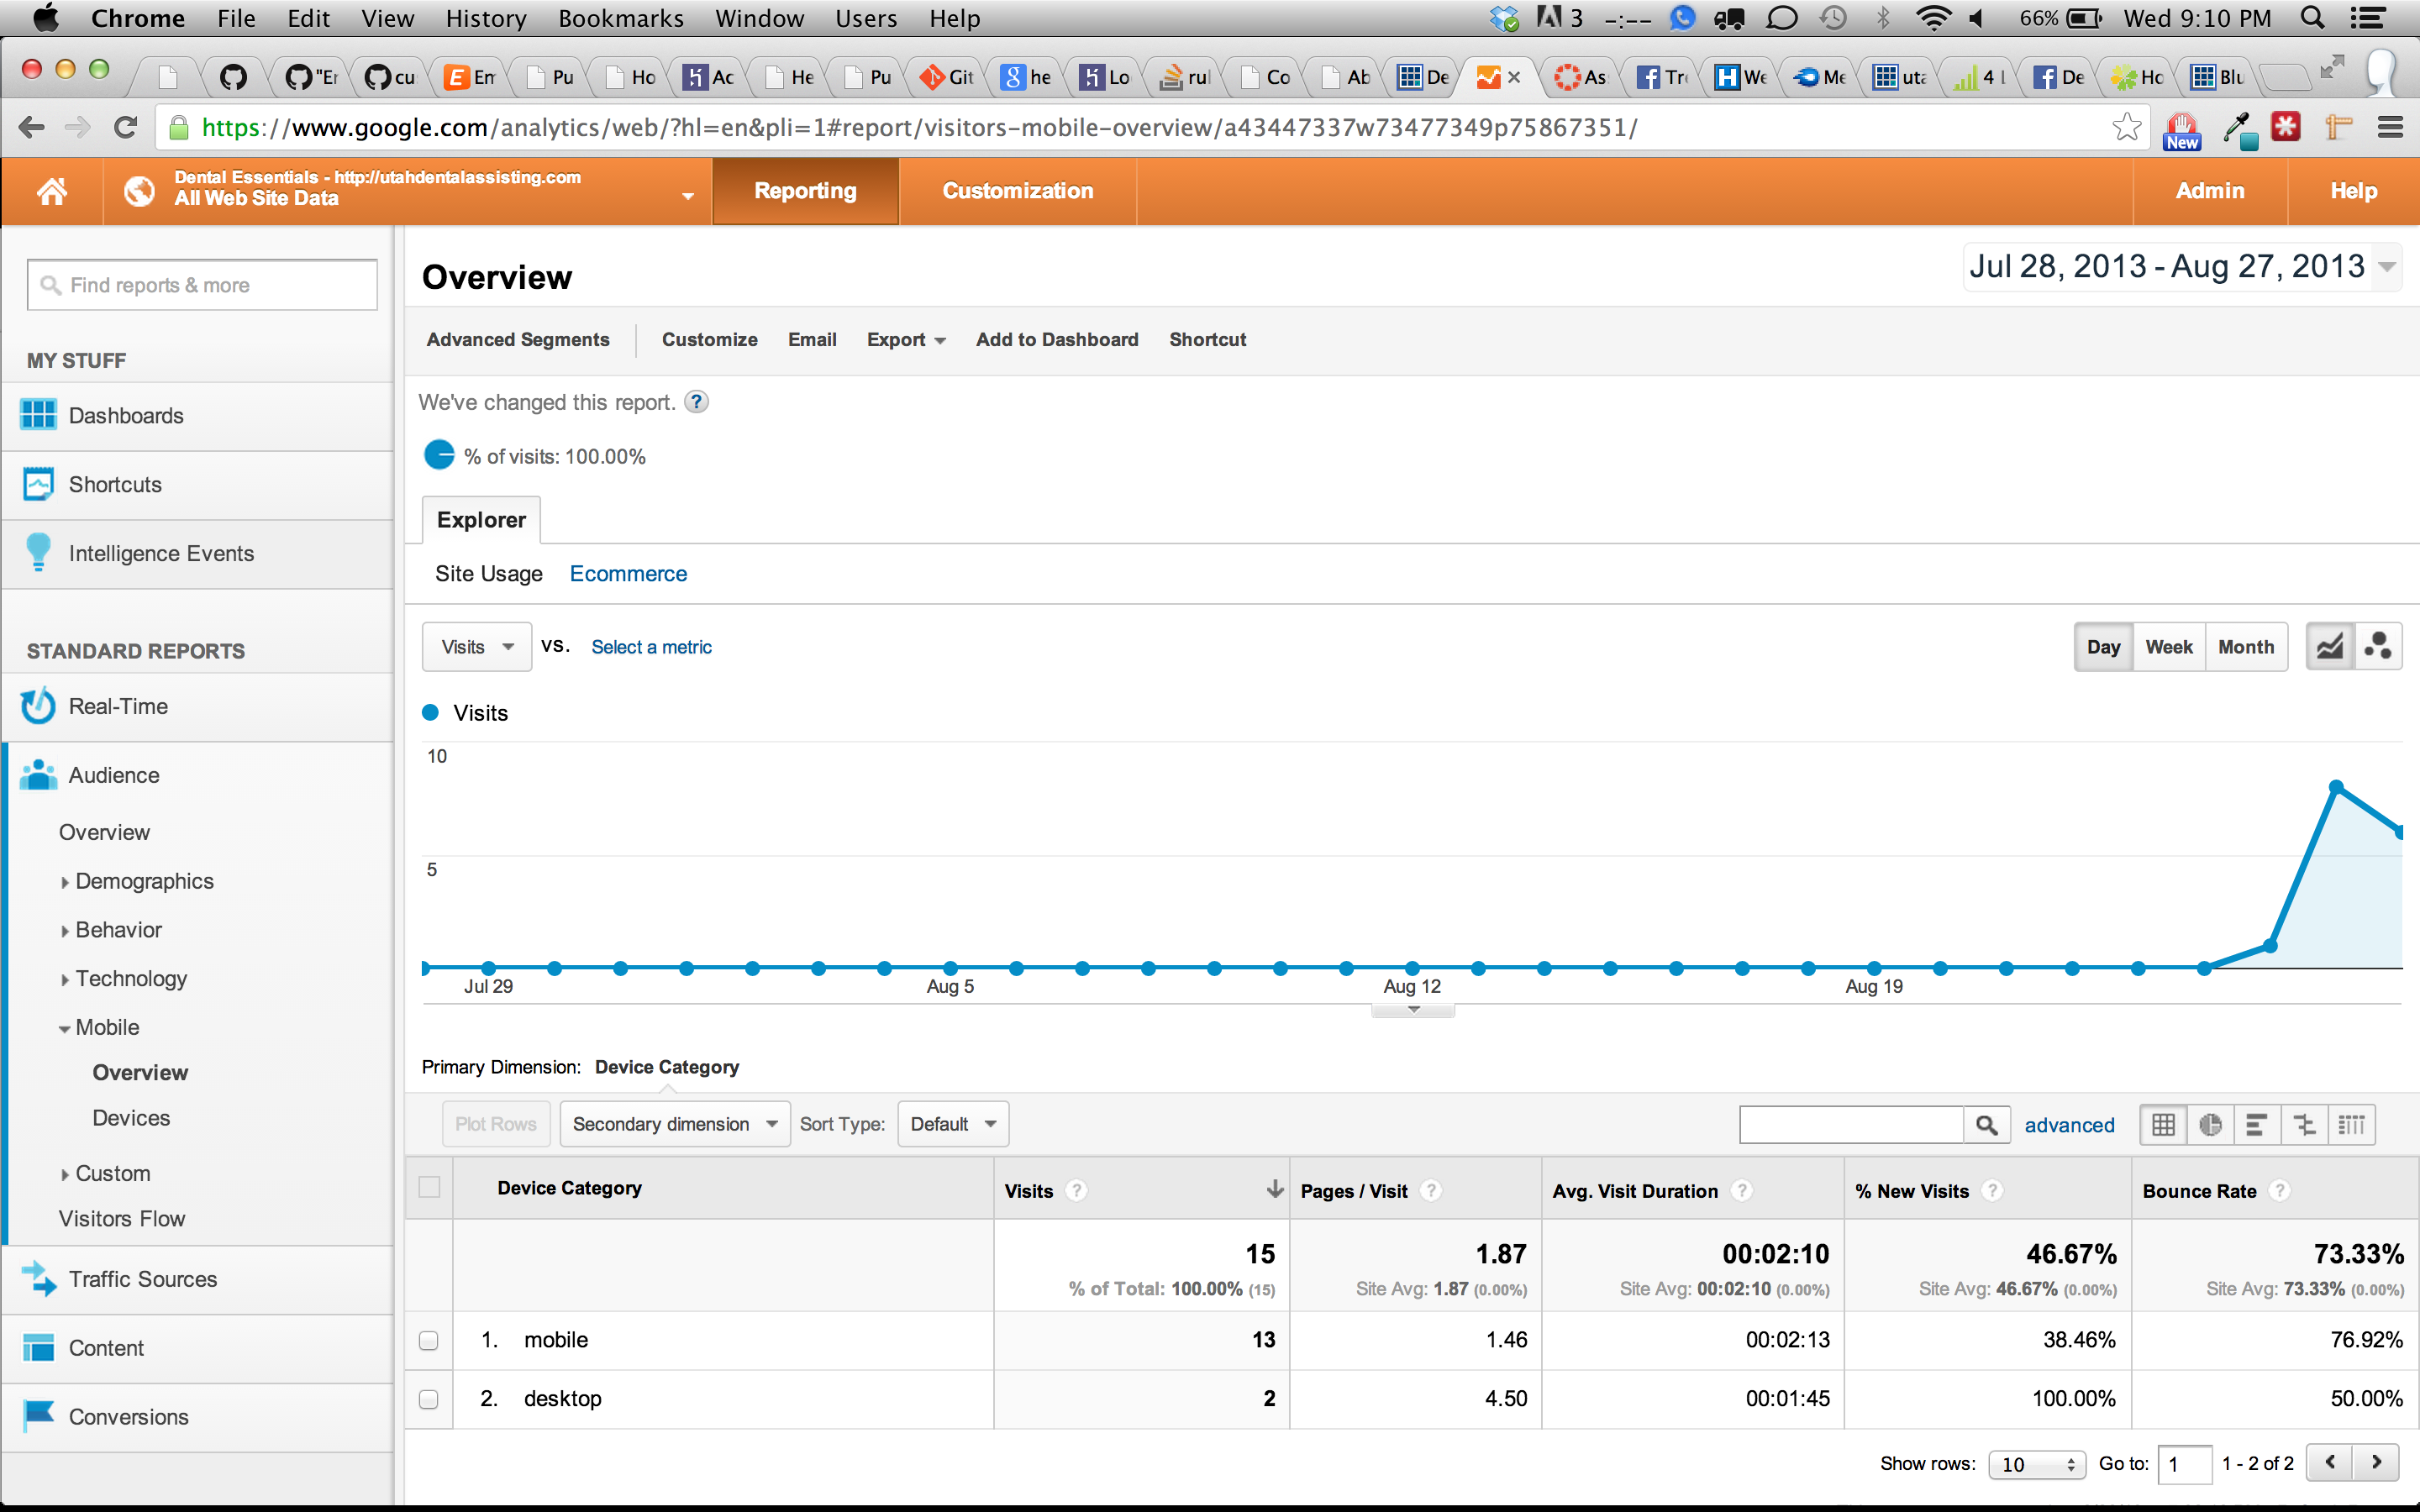 Chrome File Edit View History Bookmarks Window Users Help 3 -:-- 66% Wed 9:10 PM
"Er cu Em Pu Ho Ac He Pu Git he Lo rul Co Ab De × As Tr We Me uta 4 De Ho Blu
https://www.google.com/analytics/web/?hl=en&pli=1#report/visitors-mobile-overview/a43447337w73477349p75867351/
New
Dental Essentials - http://utahdentalassisting.com
All Web Site Data
Reporting
Customization
Admin
Help
Find reports & more
MY STUFF
Dashboards
Shortcuts
Intelligence Events
STANDARD REPORTS
Real-Time
Audience
Overview
Demographics
Behavior
Technology
Mobile
Overview
Devices
Custom
Visitors Flow
Traffic Sources
Content
Conversions
Overview
Jul 28, 2013 - Aug 27, 2013
Advanced Segments Customize Email Export Add to Dashboard Shortcut
We've changed this report. ?
% of visits: 100.00%
Explorer
Site Usage Ecommerce
Visits VS. Select a metric
Day Week Month
Visits
10
5
Jul 29 Aug 5 Aug 12 Aug 19
Primary Dimension: Device Category
Plot Rows Secondary dimension Sort Type: Default advanced
Device Category Visits ? Pages / Visit ? Avg. Visit Duration ? % New Visits ? Bounce Rate ?
15 1.87 00:02:10 46.67% 73.33%
% of Total: 100.00% (15) Site Avg: 1.87 (0.00%) Site Avg: 00:02:10 (0.00%) Site Avg: 46.67% (0.00%) Site Avg: 73.33% (0.00%)
1. mobile 13 1.46 00:02:13 38.46% 76.92%
2. desktop 2 4.50 00:01:45 100.00% 50.00%
Show rows: 10 Go to: 1 1 - 2 of 2